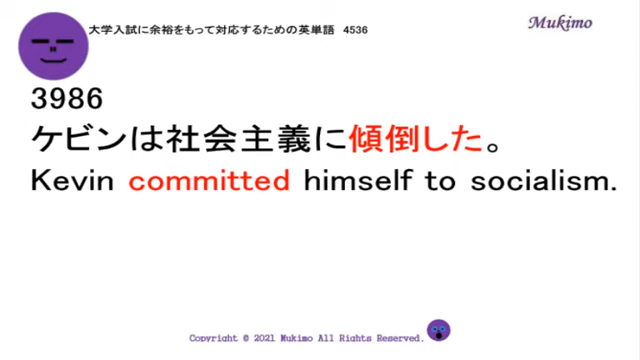 大学入試に余裕をもって対応するための英単語 4536
Mukimo
3986
ケビンは社会主義に傾倒した。
Kevin committed himself to socialism.
Copyright © 2021 Mukimo All Rights Reserved.